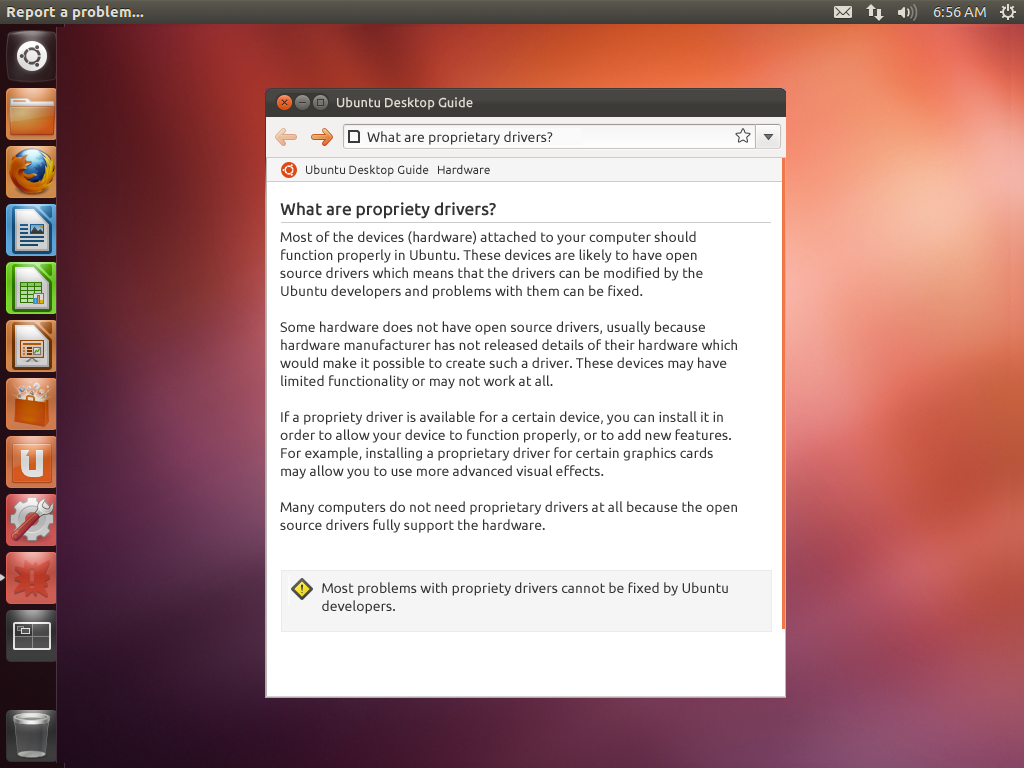 Report a problem...
6:56 AM
Ubuntu Desktop Guide
What are proprietary drivers?
Ubuntu Desktop Guide Hardware
What are propriety drivers?
Most of the devices (hardware) attached to your computer should
function properly in Ubuntu. These devices are likely to have open
source drivers which means that the drivers can be modified by the
Ubuntu developers and problems with them can be fixed.
Some hardware does not have open source drivers, usually because
hardware manufacturer has not released details of their hardware which
would make it possible to create such a driver. These devices may have
limited functionality or may not work at all.
If a propriety driver is available for a certain device, you can install it in
order to allow your device to function properly, or to add new features.
For example, installing a proprietary driver for certain graphics cards
may allow you to use more advanced visual effects.
Many computers do not need proprietary drivers at all because the open
source drivers fully support the hardware.
Most problems with propriety drivers cannot be fixed by Ubuntu
developers.